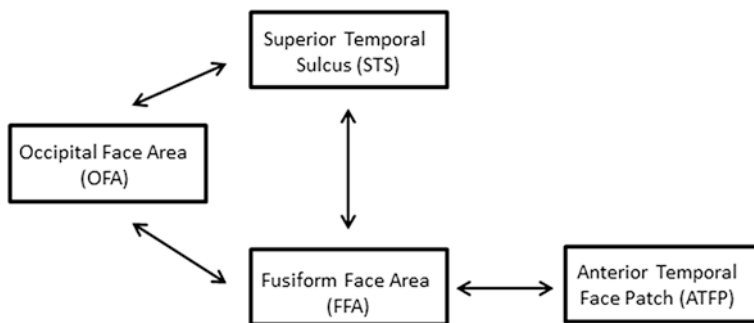 Superior Temporal
Sulcus (STS)
Occipital Face Area
(OFA)
Fusiform Face Area
(FFA)
Anterior Temporal
Face Patch (ATFP)